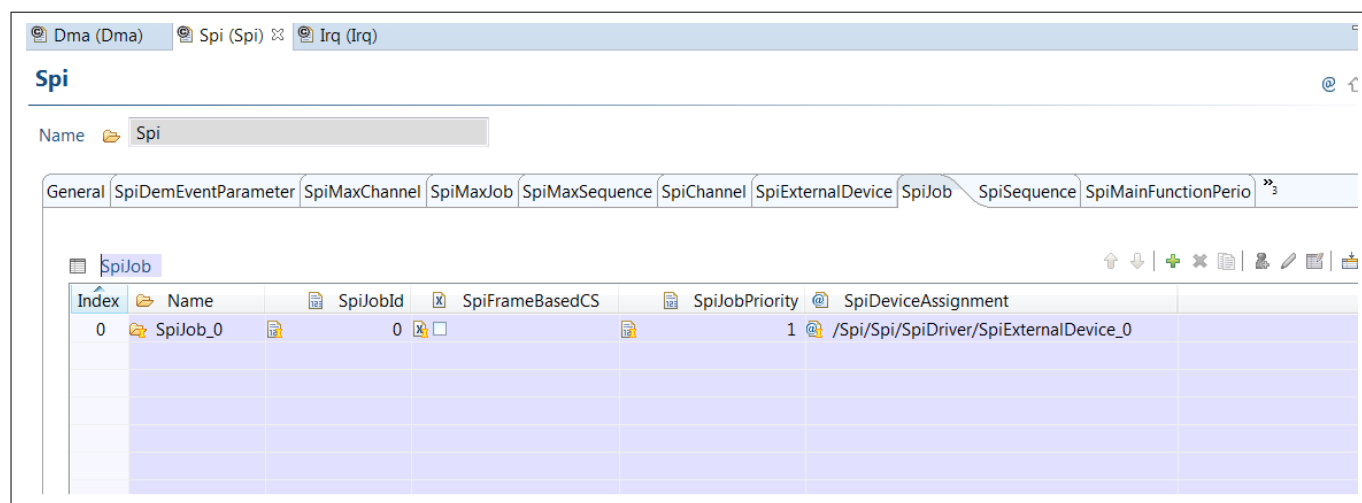 Dma (Dma) Spi (Spi) Irq (Irq)
Spi
Name Spi
General SpiDemEventParameter SpiMaxChannel SpiMaxJob SpiMaxSequence SpiChannel SpiExternalDevice SpiJob SpiSequence SpiMainFunctionPerio »3
SpiJob
Index Name SpiJobId SpiFrameBasedCS SpiJobPriority SpiDeviceAssignment
0 SpiJob_0 0 1 /Spi/Spi/SpiDriver/SpiExternalDevice_0